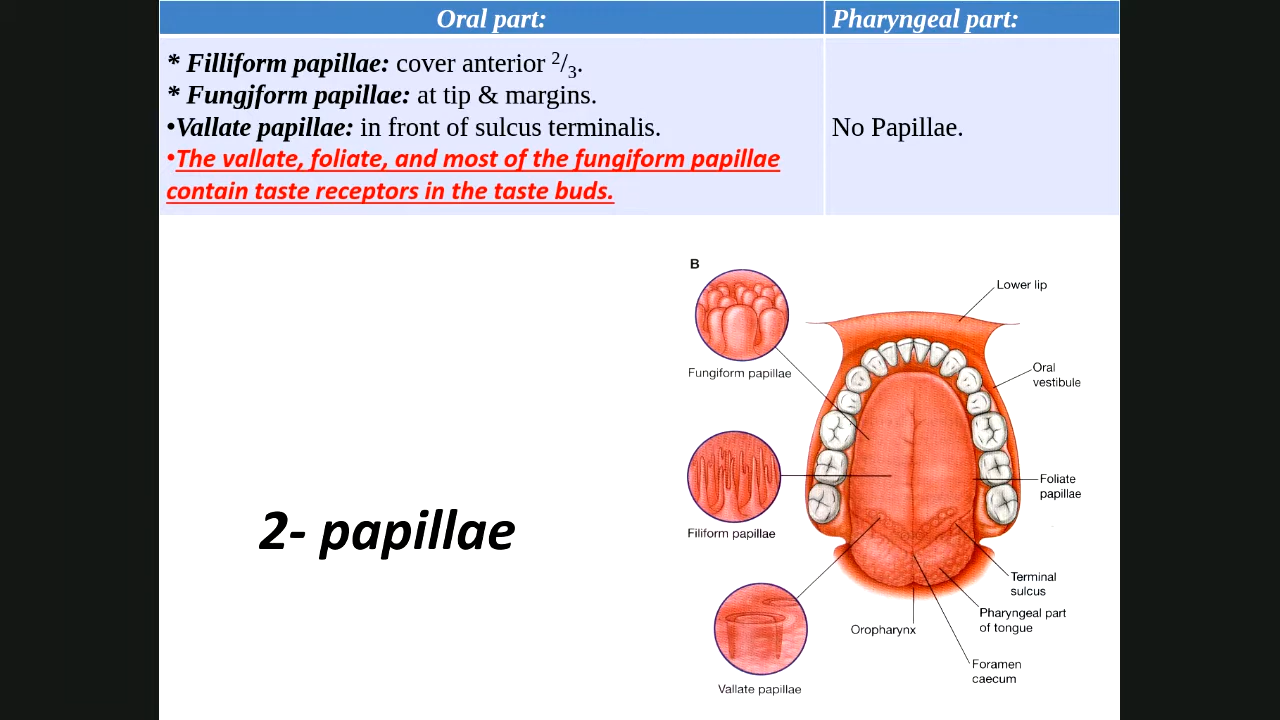 Oral part:
Pharyngeal part:
* Filliform papillae: cover anterior 2/3.
* Fungjform papillae: at tip & margins.
•Vallate papillae: in front of sulcus terminalis.
•The vallate, foliate, and most of the fungiform papillae
contain taste receptors in the taste buds.
No Papillae.
2- papillae
B
Fungiform papillae
Filiform papillae
Vallate papillae
Lower lip
Oral
vestibule
Foliate
papillae
Terminal
sulcus
Pharyngeal part
of tongue
Oropharynx
Foramen
caecum